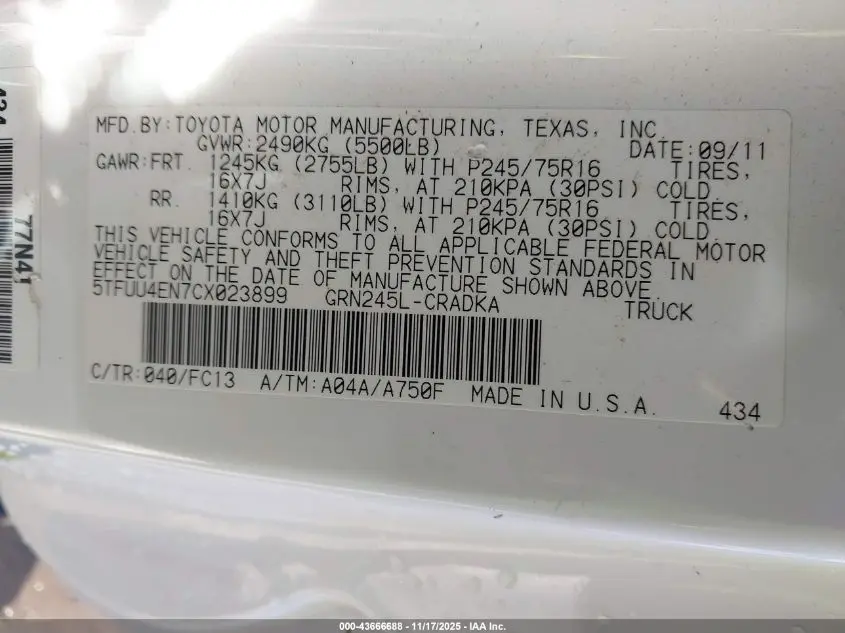 MFD.BY:TOYOTA MOTOR MANUFACTURING, TEXAS, INC.
GVWR:2490KG (5500LB) DATE:09/11
GAWR:FRT. 1245KG (2755LB) WITH P245/75R16 TIRES,
16X7J RIMS, AT 210KPA (30PSI) COLD
RR. 1410KG (3110LB) WITH P245/75R16 TIRES,
16X7J RIMS, AT 210KPA (30PSI) COLD
THIS VEHICLE CONFORMS TO ALL APPLICABLE FEDERAL MOTOR
VEHICLE SAFETY AND THEFT PREVENTION STANDARDS IN
EFFECT ON THE DATE OF MANUFACTURE SHOWN ABOVE.
5TFUU4EN7CX023899 GRN245L-CRADKA TRUCK
C/TR:040/FC13 A/TM:A04A/A750F MADE IN U.S.A.
434
77N41
434
000-43666688 - 11/17/2025 - IAA Inc.